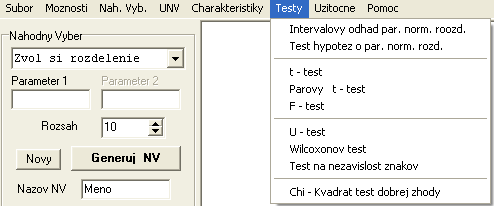 Subor Moznosti Nah. Vyb. UNV Charakteristiky Testy Uzitocne Pomoc
Nahodny Vyber
Zvol si rozdelenie
Parameter 1 Parameter 2
Rozsah 10
Novy Generuj NV
Nazov NV Meno
Intervalovy odhad par. norm. roozd.
Test hypotez o par. norm. rozd.
t - test
Parovy t - test
F - test
U - test
Wilcoxonov test
Test na nezavislost znakov
Chi - Kvadrat test dobrej zhody